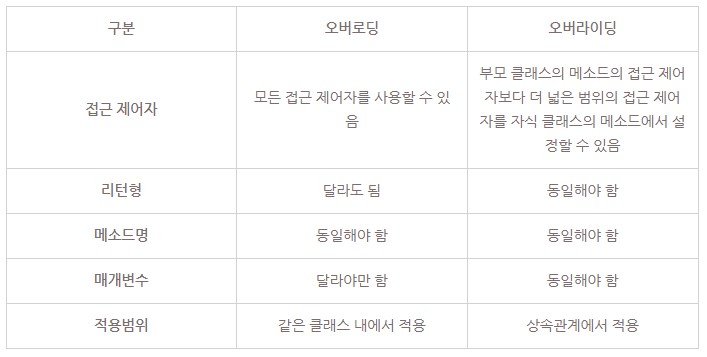 구분 오버로딩 오버라이딩
접근 제어자
모든 접근 제어자를 사용할 수 있
음
부모 클래스의 메소드의 접근 제어
자보다 더 넓은 범위의 접근 제어
자를 자식 클래스의 메소드에서 설
정할 수 있음
리턴형 달라도 됨 동일해야 함
메소드명 동일해야 함 동일해야 함
매개변수 달라야만 함 동일해야 함
적용범위 같은 클래스 내에서 적용 상속관계에서 적용